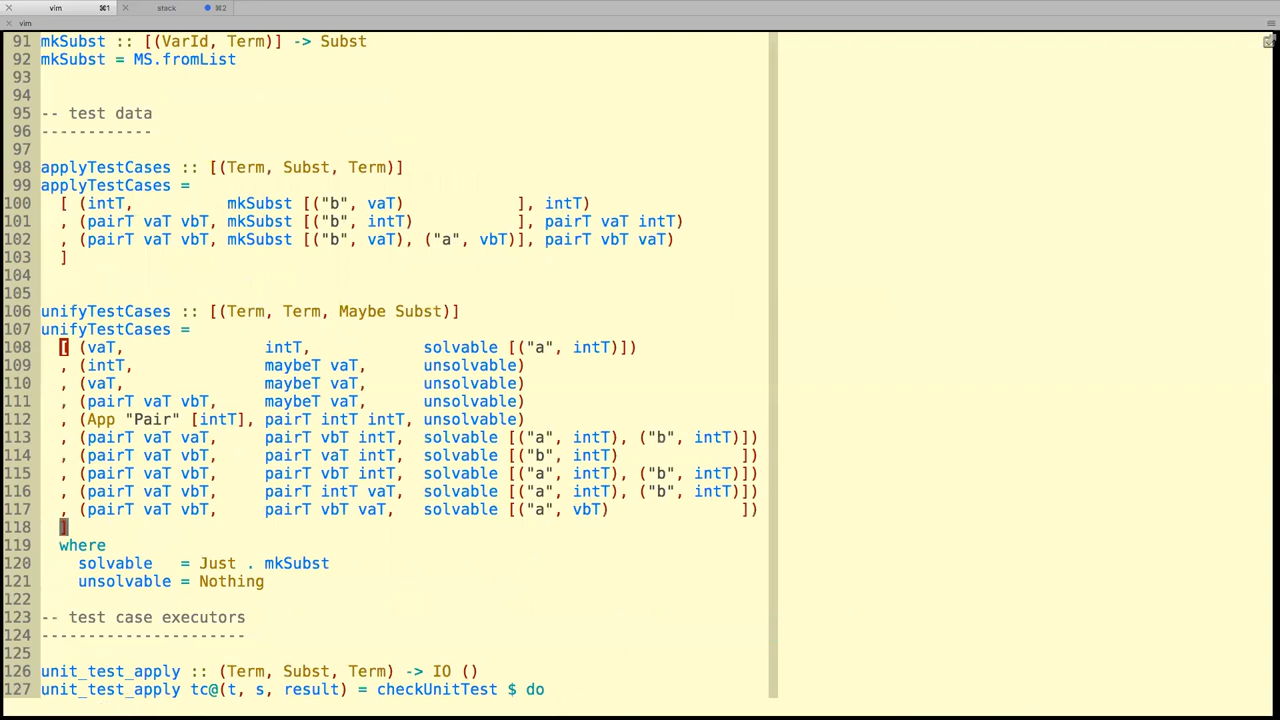 vim ⌘1 stack ⌘2
vim
91 mkSubst :: [(VarId, Term)] -> Subst
92 mkSubst = MS.fromList
93
94
95 -- test data
96 ------------
97
98 applyTestCases :: [(Term, Subst, Term)]
99 applyTestCases =
100   [ (intT,          mkSubst [("b", vaT)            ], intT)
101   , (pairT vaT vbT, mkSubst [("b", intT)           ], pairT vaT intT)
102   , (pairT vaT vbT, mkSubst [("b", vaT), ("a", vbT)], pairT vbT vaT)
103   ]
104
105
106 unifyTestCases :: [(Term, Term, Maybe Subst)]
107 unifyTestCases =
108   [ (vaT,               intT,            solvable [("a", intT)])
109   , (intT,              maybeT vaT,      unsolvable)
110   , (vaT,               maybeT vaT,      unsolvable)
111   , (pairT vaT vbT,     maybeT vaT,      unsolvable)
112   , (App "Pair" [intT], pairT intT intT, unsolvable)
113   , (pairT vaT vaT,     pairT vbT intT,  solvable [("a", intT), ("b", intT)])
114   , (pairT vaT vbT,     pairT vaT intT,  solvable [("b", intT)             ])
115   , (pairT vaT vbT,     pairT vbT intT,  solvable [("a", intT), ("b", intT)])
116   , (pairT vaT vbT,     pairT intT vaT,  solvable [("a", intT), ("b", intT)])
117   , (pairT vaT vbT,     pairT vbT vaT,   solvable [("a", vbT)              ])
118   ]
119   where
120     solvable   = Just . mkSubst
121     unsolvable = Nothing
122
123 -- test case executors
124 ----------------------
125
126 unit_test_apply :: (Term, Subst, Term) -> IO ()
127 unit_test_apply tc@(t, s, result) = checkUnitTest $ do